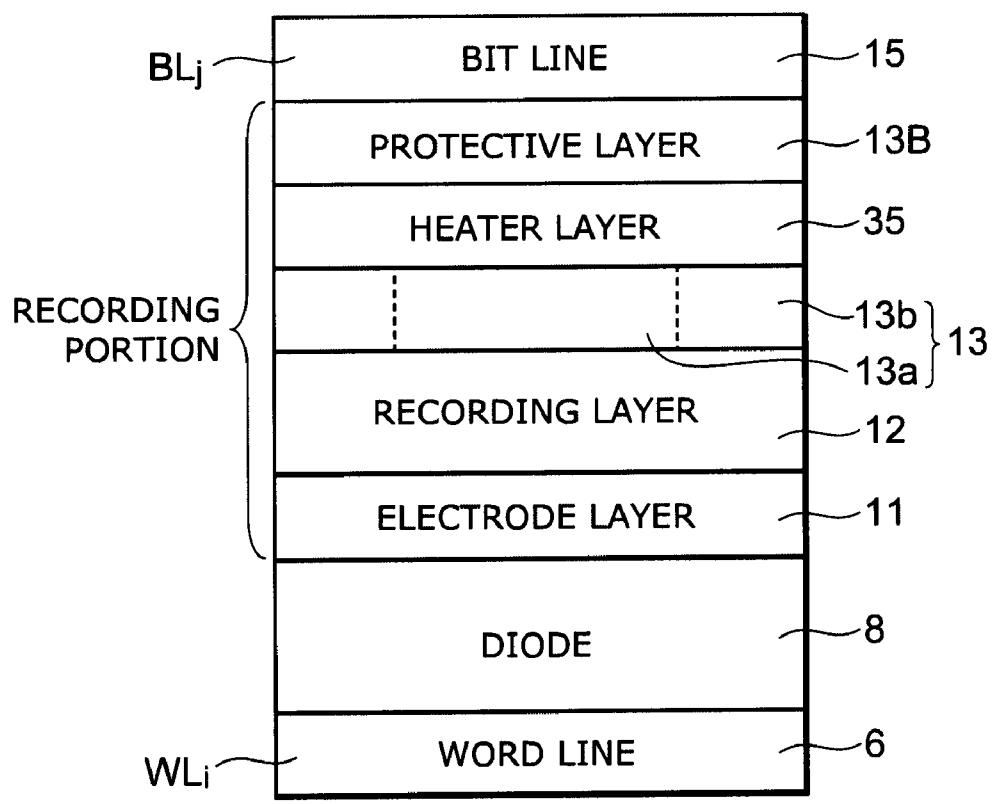 BLj
BIT LINE
15
PROTECTIVE LAYER
13B
HEATER LAYER
35
RECORDING
PORTION
13b
13
13a
RECORDING LAYER
12
ELECTRODE LAYER
11
DIODE
8
WLi
WORD LINE
6